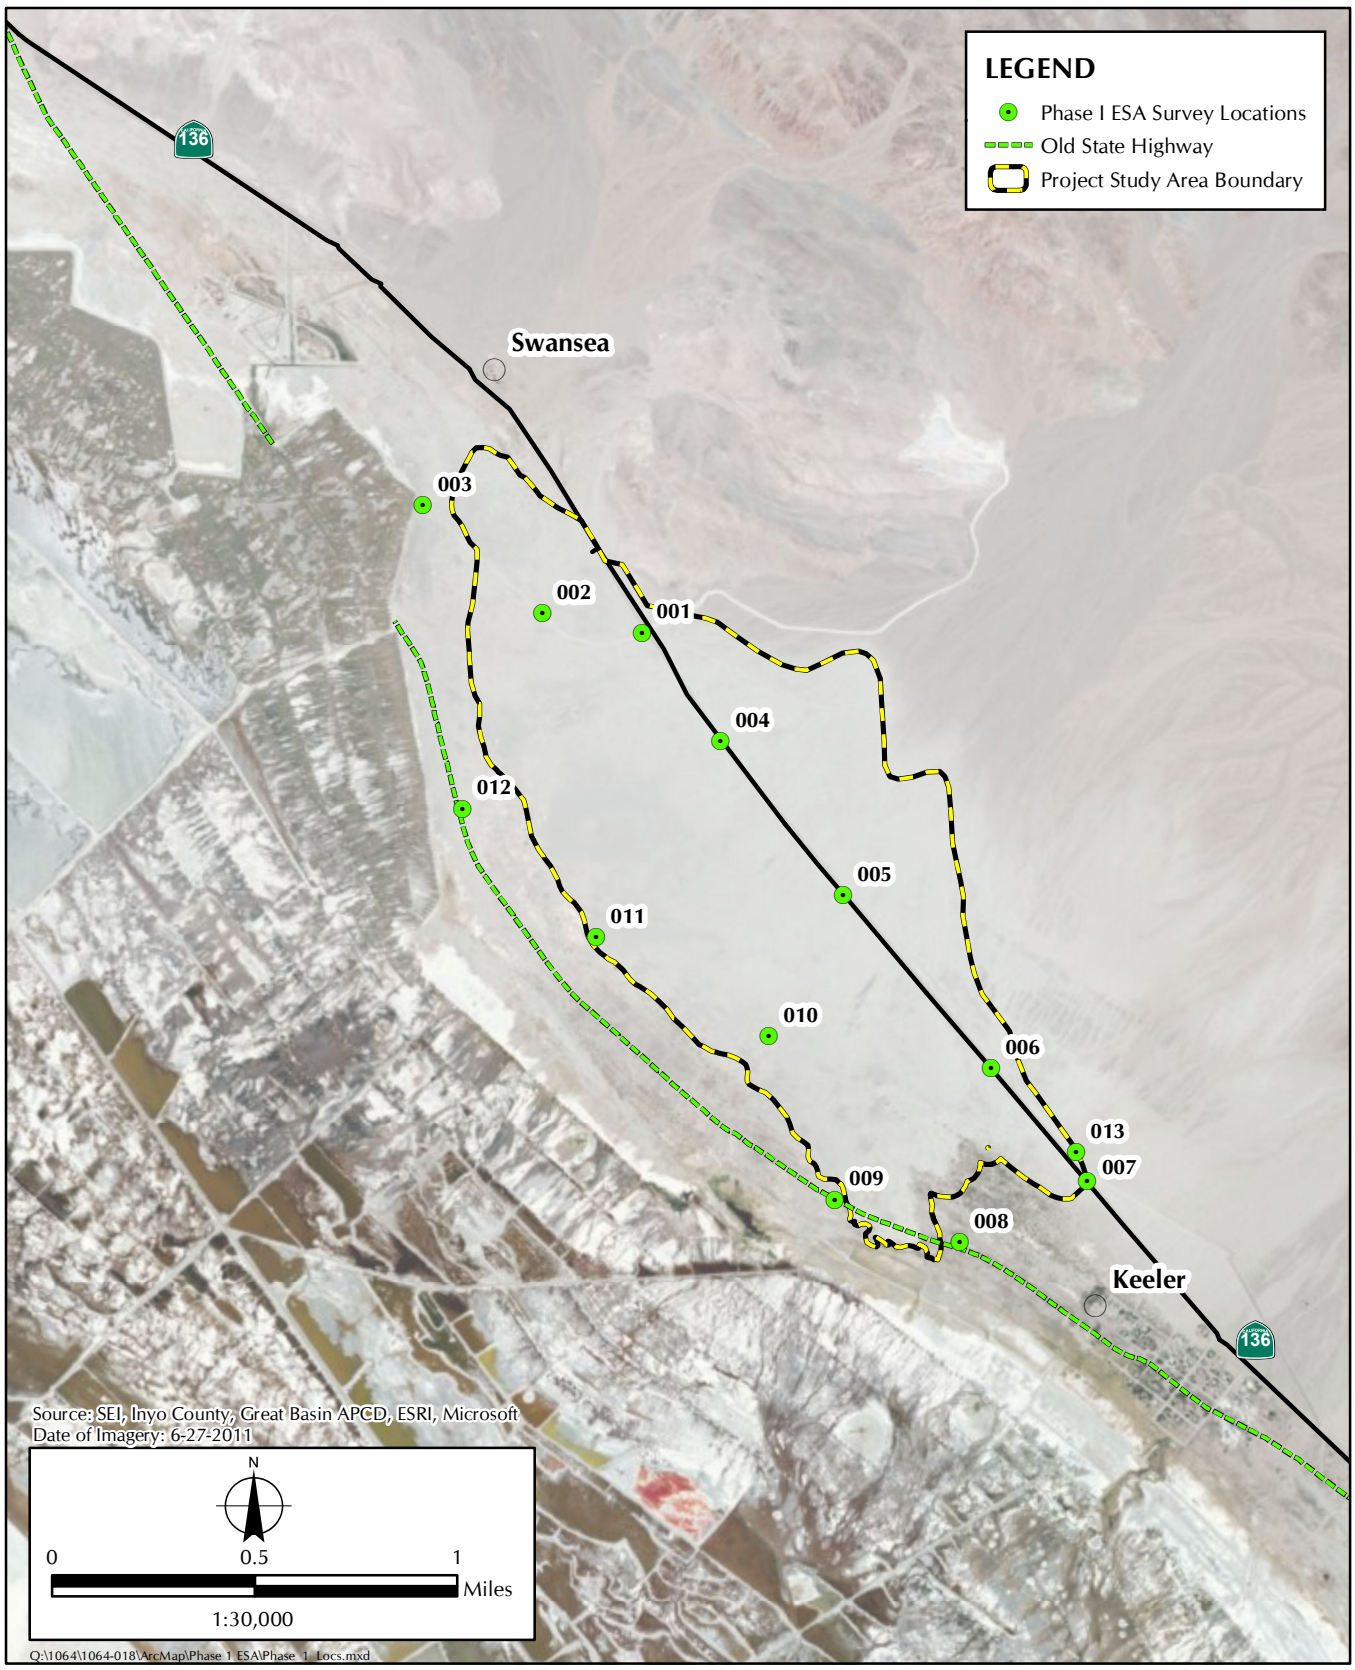 LEGEND
Phase I ESA Survey Locations
Old State Highway
Project Study Area Boundary
CALIFORNIA
136
Swansea
003
002
001
004
012
005
011
010
006
013
007
009
008
Keeler
CALIFORNIA
136
Source: SEI, Inyo County, Great Basin APCD, ESRI, Microsoft
Date of Imagery: 6-27-2011
N
0 0.5 1
Miles
1:30,000
Q:\1064\1064-018\ArcMap\Phase 1 ESA\Phase_1_Locs.mxd